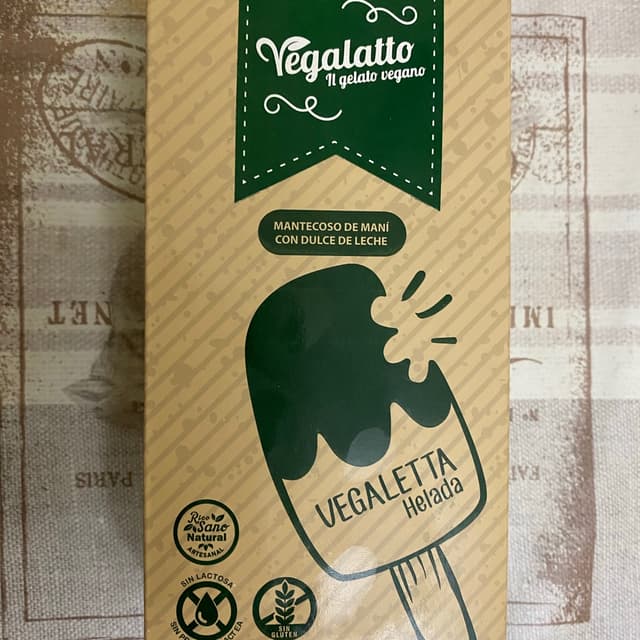 Vegalatto
Il gelato vegano
MANTECOSO DE MANÍ
CON DULCE DE LECHE
VEGALETTA
Helada
Rico
Sano
Natural
ARTESANAL
SIN LACTOSA
SIN
GLUTEN
PARIS